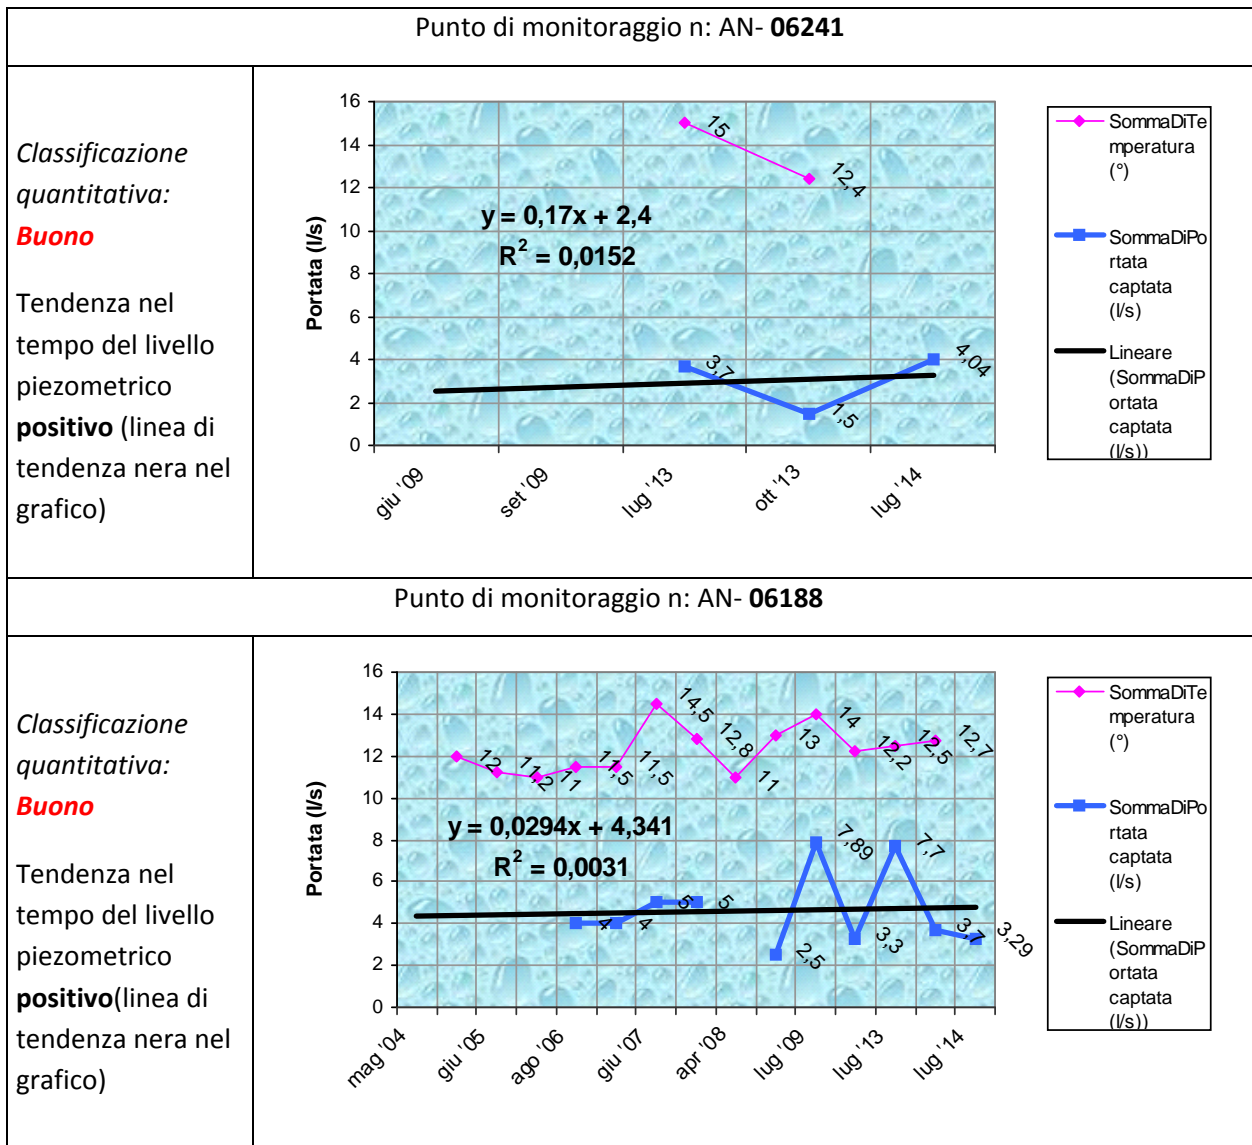 Punto di monitoraggio n: AN- 06241
Classificazione
quantitativa:
Buono
Tendenza nel
tempo del livello
piezometrico
positivo (linea di
tendenza nera nel
grafico)
Portata (l/s)
16
14
12
10
8
6
4
2
0
15
12,4
y = 0,17x + 2,4
R² = 0,0152
3,7
1,5
4,04
giu '09
set '09
lug '13
ott '13
lug '14
SommaDiTe
mperatura
(°)
SommaDiPo
rtata
captata
(l/s)
Lineare
(SommaDiP
ortata
captata
(l/s))
Punto di monitoraggio n: AN- 06188
Classificazione
quantitativa:
Buono
Tendenza nel
tempo del livello
piezometrico
positivo(linea di
tendenza nera nel
grafico)
Portata (l/s)
16
14
12
10
8
6
4
2
0
12
11,2
11
11,5
11,5
14,5
12,8
11
13
14
12,2
12,5
12,7
y = 0,0294x + 4,341
R² = 0,0031
4
4
5
5
2,5
7,89
3,3
7,7
3,7
3,29
mag '04
giu '05
ago '06
giu '07
apr '08
lug '09
lug '13
lug '14
SommaDiTe
mperatura
(°)
SommaDiPo
rtata
captata
(l/s)
Lineare
(SommaDiP
ortata
captata
(l/s))